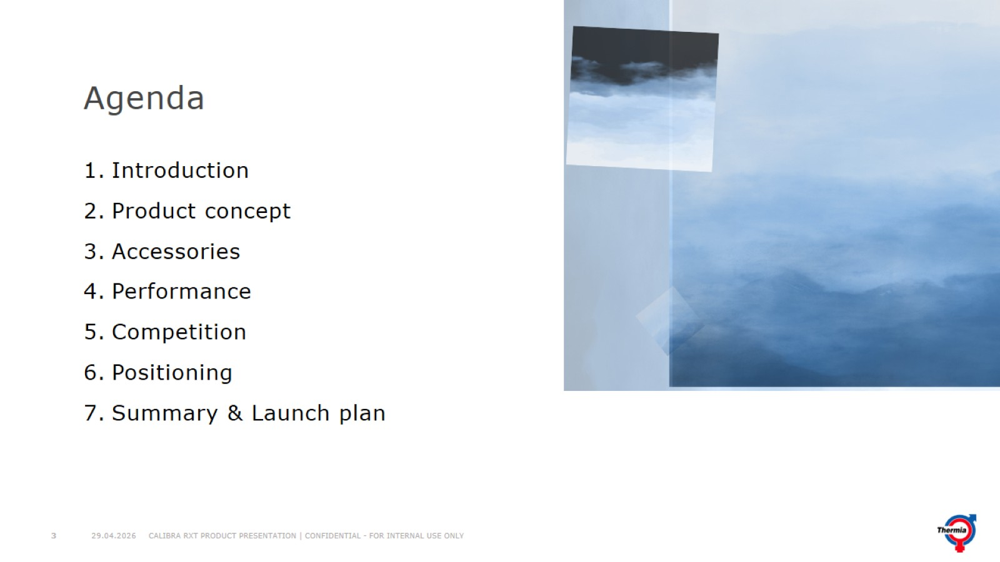 Agenda
1. Introduction
2. Product concept
3. Accessories
4. Performance
5. Competition
6. Positioning
7. Summary & Launch plan
3 29.04.2026 CALIBRA RXT PRODUCT PRESENTATION | CONFIDENTIAL - FOR INTERNAL USE ONLY
Thermia